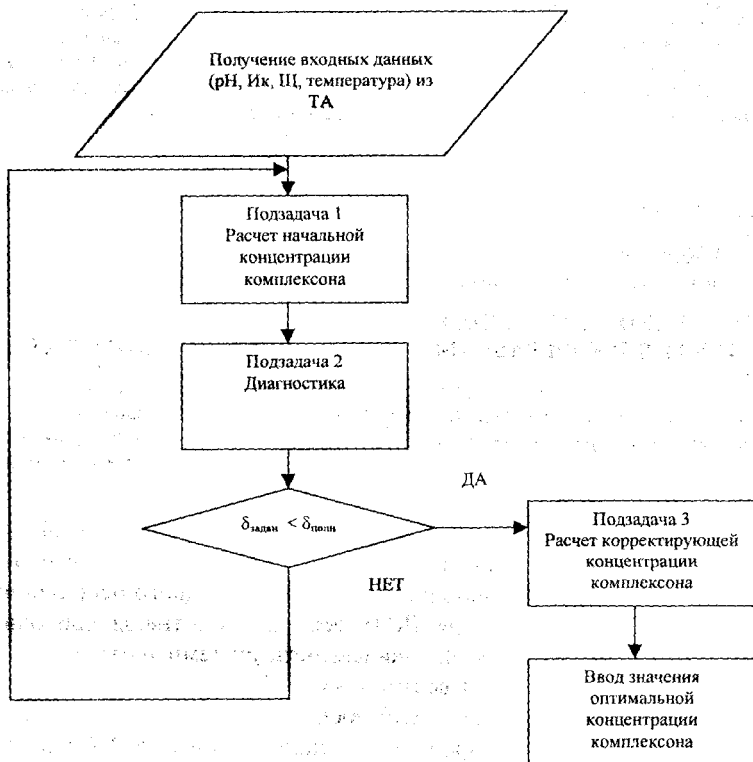 Получение входных данных
(рН, Ик, Щ, температура) из
ТА
Подзадача 1
Расчет начальной
концентрации
комплексона
Подзадача 2
Диагностика
ДА
δзадан < δполн
Подзадача 3
Расчет корректирующей
концентрации
комплексона
НЕТ
Ввод значения
оптимальной
концентрации
комплексона